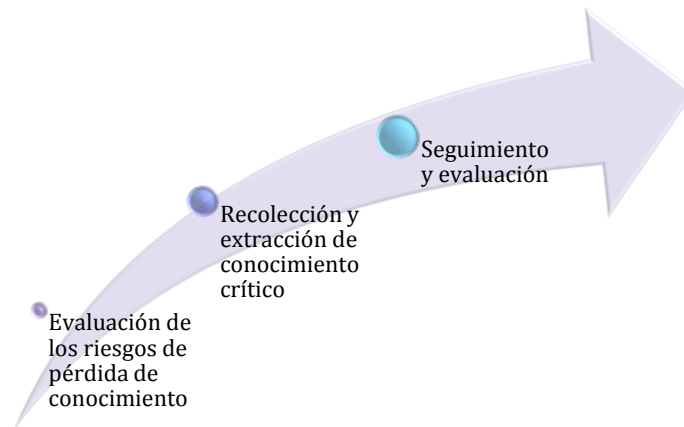 Seguimiento
y evaluación
Recolección y
extracción de
conocimiento
crítico
Evaluación de
los riesgos de
pérdida de
conocimiento